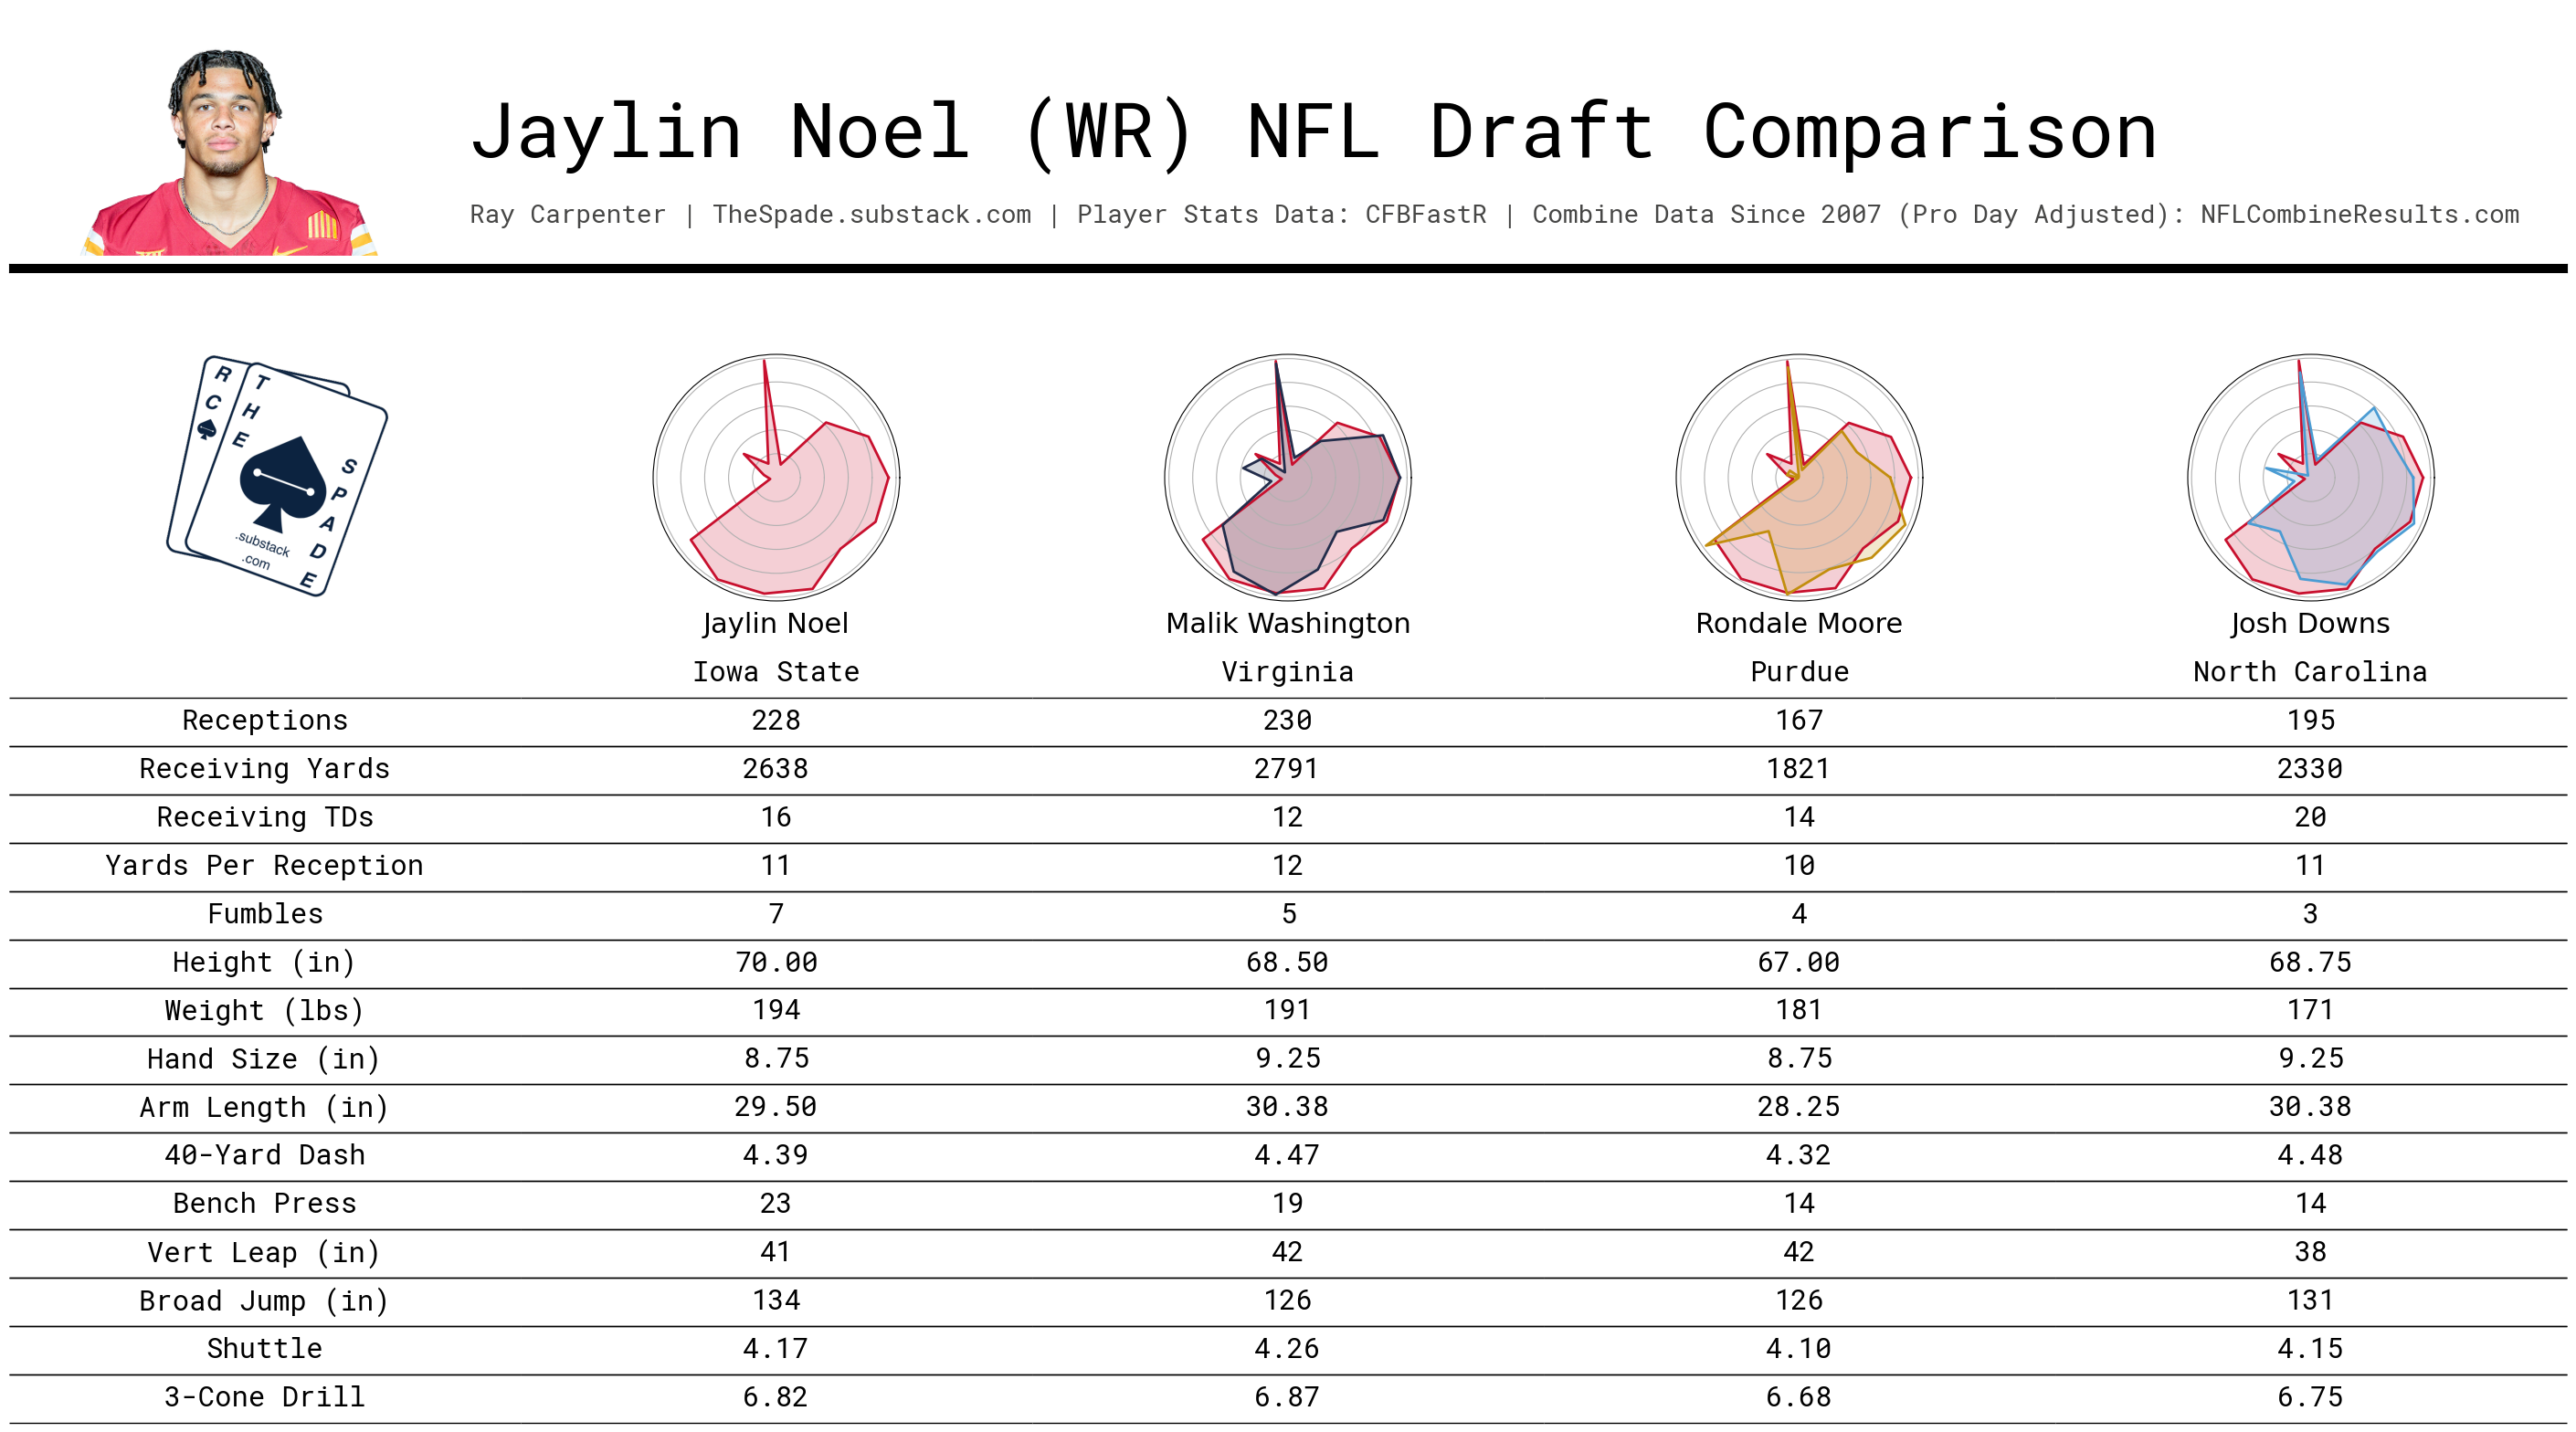 Jaylin Noel (WR) NFL Draft Comparison
Ray Carpenter | TheSpade.substack.com | Player Stats Data: CFBFastR | Combine Data Since 2007 (Pro Day Adjusted): NFLCombineResults.com
RC
THE
SPADE
.substack
.com
Jaylin Noel Malik Washington Rondale Moore Josh Downs
Iowa State Virginia Purdue North Carolina
Receptions 228 230 167 195
Receiving Yards 2638 2791 1821 2330
Receiving TDs 16 12 14 20
Yards Per Reception 11 12 10 11
Fumbles 7 5 4 3
Height (in) 70.00 68.50 67.00 68.75
Weight (lbs) 194 191 181 171
Hand Size (in) 8.75 9.25 8.75 9.25
Arm Length (in) 29.50 30.38 28.25 30.38
40-Yard Dash 4.39 4.47 4.32 4.48
Bench Press 23 19 14 14
Vert Leap (in) 41 42 42 38
Broad Jump (in) 134 126 126 131
Shuttle 4.17 4.26 4.10 4.15
3-Cone Drill 6.82 6.87 6.68 6.75